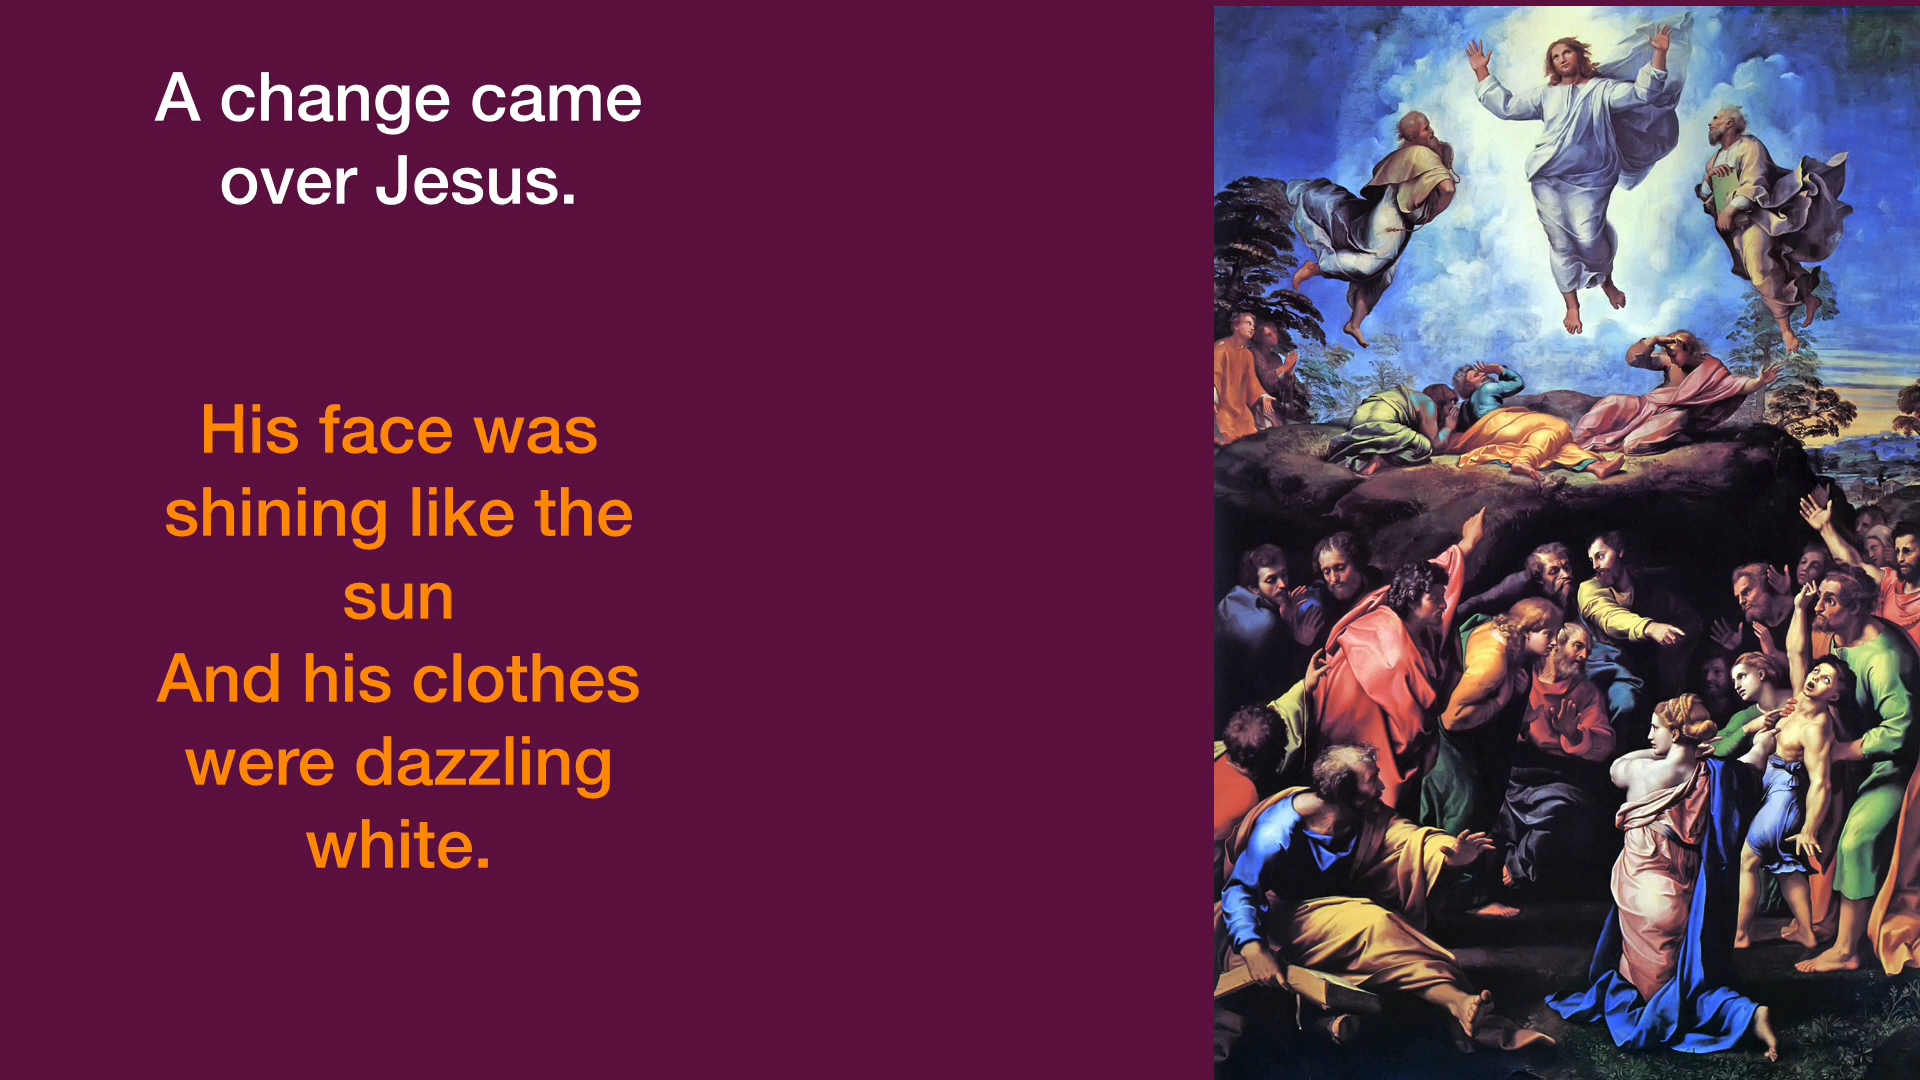 A change came
over Jesus.
His face was
shining like the
sun
And his clothes
were dazzling
white.